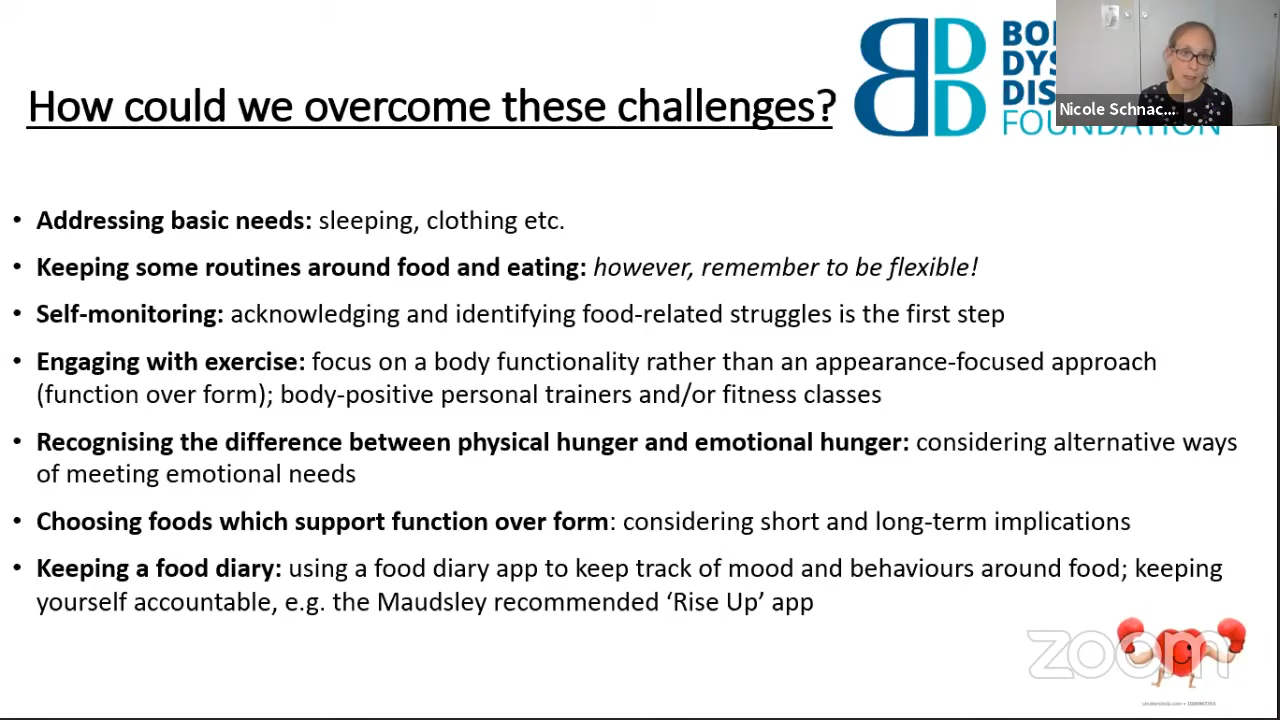 BO
DYS
DIS
FOUNDATION
Nicole Schnac...
How could we overcome these challenges?
• Addressing basic needs: sleeping, clothing etc.
• Keeping some routines around food and eating: however, remember to be flexible!
• Self-monitoring: acknowledging and identifying food-related struggles is the first step
• Engaging with exercise: focus on a body functionality rather than an appearance-focused approach
(function over form); body-positive personal trainers and/or fitness classes
• Recognising the difference between physical hunger and emotional hunger: considering alternative ways
of meeting emotional needs
• Choosing foods which support function over form: considering short and long-term implications
• Keeping a food diary: using a food diary app to keep track of mood and behaviours around food; keeping
yourself accountable, e.g. the Maudsley recommended ‘Rise Up’ app
zoom